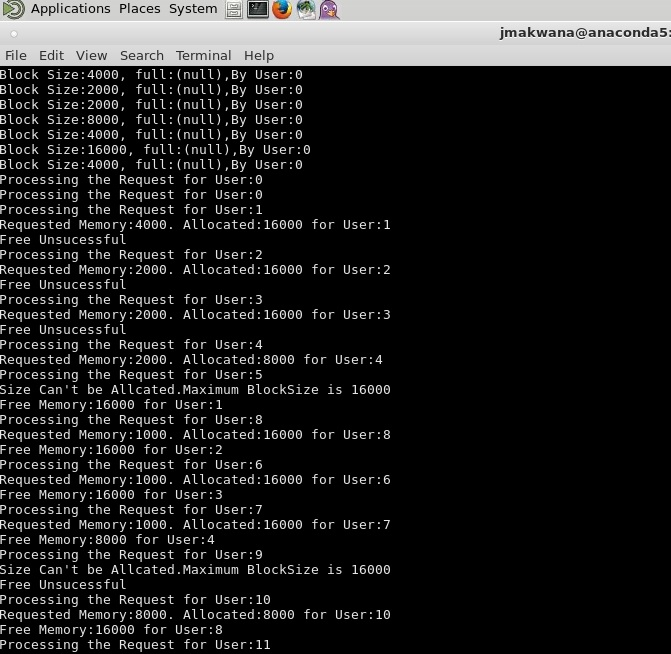 Applications Places System
jmakwana@anaconda5:
File Edit View Search Terminal Help
Block Size:4000, full:(null),By User:0
Block Size:2000, full:(null),By User:0
Block Size:2000, full:(null),By User:0
Block Size:8000, full:(null),By User:0
Block Size:4000, full:(null),By User:0
Block Size:16000, full:(null),By User:0
Block Size:4000, full:(null),By User:0
Processing the Request for User:0
Processing the Request for User:0
Processing the Request for User:1
Requested Memory:4000. Allocated:16000 for User:1
Free Unsucessful
Processing the Request for User:2
Requested Memory:2000. Allocated:16000 for User:2
Free Unsucessful
Processing the Request for User:3
Requested Memory:2000. Allocated:16000 for User:3
Free Unsucessful
Processing the Request for User:4
Requested Memory:2000. Allocated:8000 for User:4
Processing the Request for User:5
Size Can't be Allcated.Maximum BlockSize is 16000
Free Memory:16000 for User:1
Processing the Request for User:8
Requested Memory:1000. Allocated:16000 for User:8
Free Memory:16000 for User:2
Processing the Request for User:6
Requested Memory:1000. Allocated:16000 for User:6
Free Memory:16000 for User:3
Processing the Request for User:7
Requested Memory:1000. Allocated:16000 for User:7
Free Memory:8000 for User:4
Processing the Request for User:9
Size Can't be Allcated.Maximum BlockSize is 16000
Free Unsucessful
Processing the Request for User:10
Requested Memory:8000. Allocated:8000 for User:10
Free Memory:16000 for User:8
Processing the Request for User:11